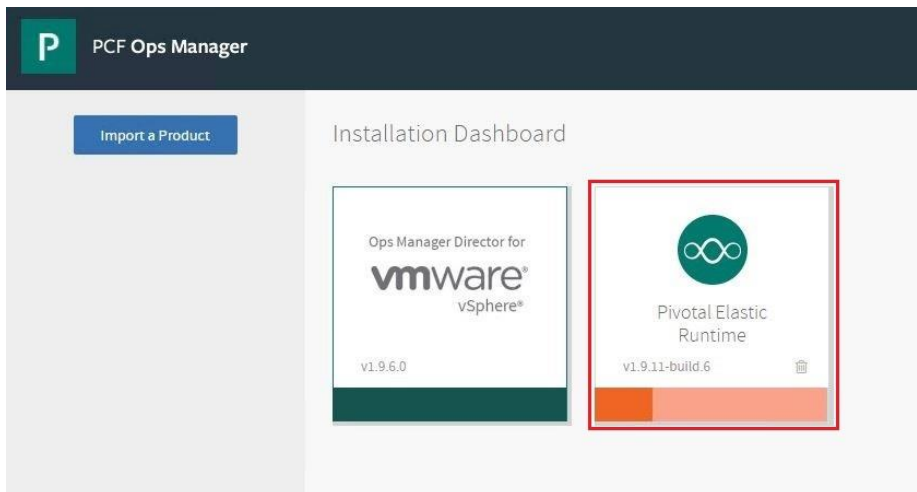 P PCF Ops Manager
Import a Product
Installation Dashboard
Ops Manager Director for
vmware®
vSphere®
v1.9.6.0
Pivotal Elastic
Runtime
v1.9.11-build.6